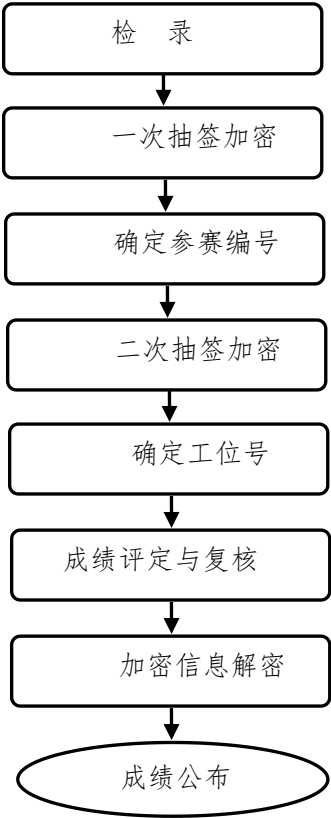 检 录
一次抽签加密
确定参赛编号
二次抽签加密
确定工位号
成绩评定与复核
加密信息解密
成绩公布